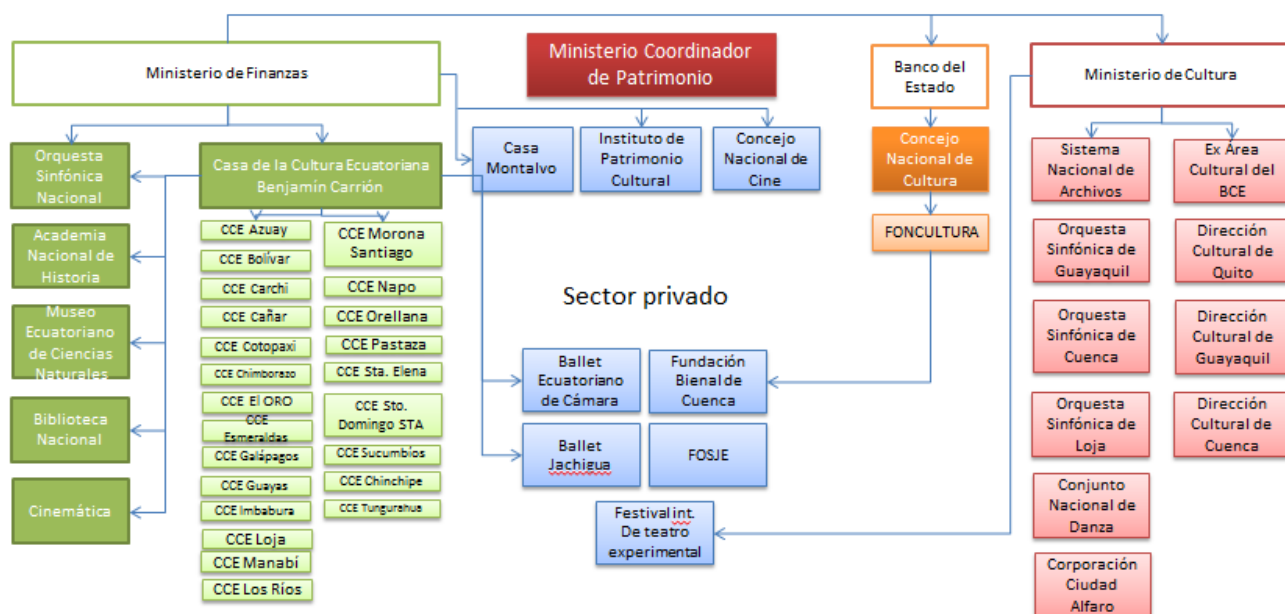 Ministerio de Finanzas
Ministerio Coordinador
de Patrimonio
Banco del
Estado
Ministerio de Cultura
Orquesta
Sinfónica
Nacional
Academia
Nacional de
Historia
Museo
Ecuatoriano
de Ciencias
Naturales
Biblioteca
Nacional
Cinemática
Casa de la Cultura Ecuatoriana
Benjamín Carrión
CCE Azuay
CCE Bolívar
CCE Carchi
CCE Cañar
CCE Cotopaxi
CCE Chimborazo
CCE El ORO
CCE
Esmeraldas
CCE Galápagos
CCE Guayas
CCE Imbabura
CCE Loja
CCE Manabí
CCE Los Ríos
CCE Morona
Santiago
CCE Napo
CCE Orellana
CCE Pastaza
CCE Sta. Elena
CCE Sto.
Domingo STA
CCE Sucumbíos
CCE Chinchipe
CCE Tungurahua
Casa
Montalvo
Instituto de
Patrimonio
Cultural
Concejo
Nacional de
Cine
Concejo
Nacional de
Cultura
FONCULTURA
Sector privado
Ballet
Ecuatoriano
de Cámara
Fundación
Bienal de
Cuenca
Ballet
Jachigua
FOSJE
Festival int.
De teatro
experimental
Sistema
Nacional de
Archivos
Orquesta
Sinfónica de
Guayaquil
Orquesta
Sinfónica de
Cuenca
Orquesta
Sinfónica de
Loja
Conjunto
Nacional de
Danza
Corporación
Ciudad
Alfaro
Ex Área
Cultural del
BCE
Dirección
Cultural de
Quito
Dirección
Cultural de
Guayaquil
Dirección
Cultural de
Cuenca